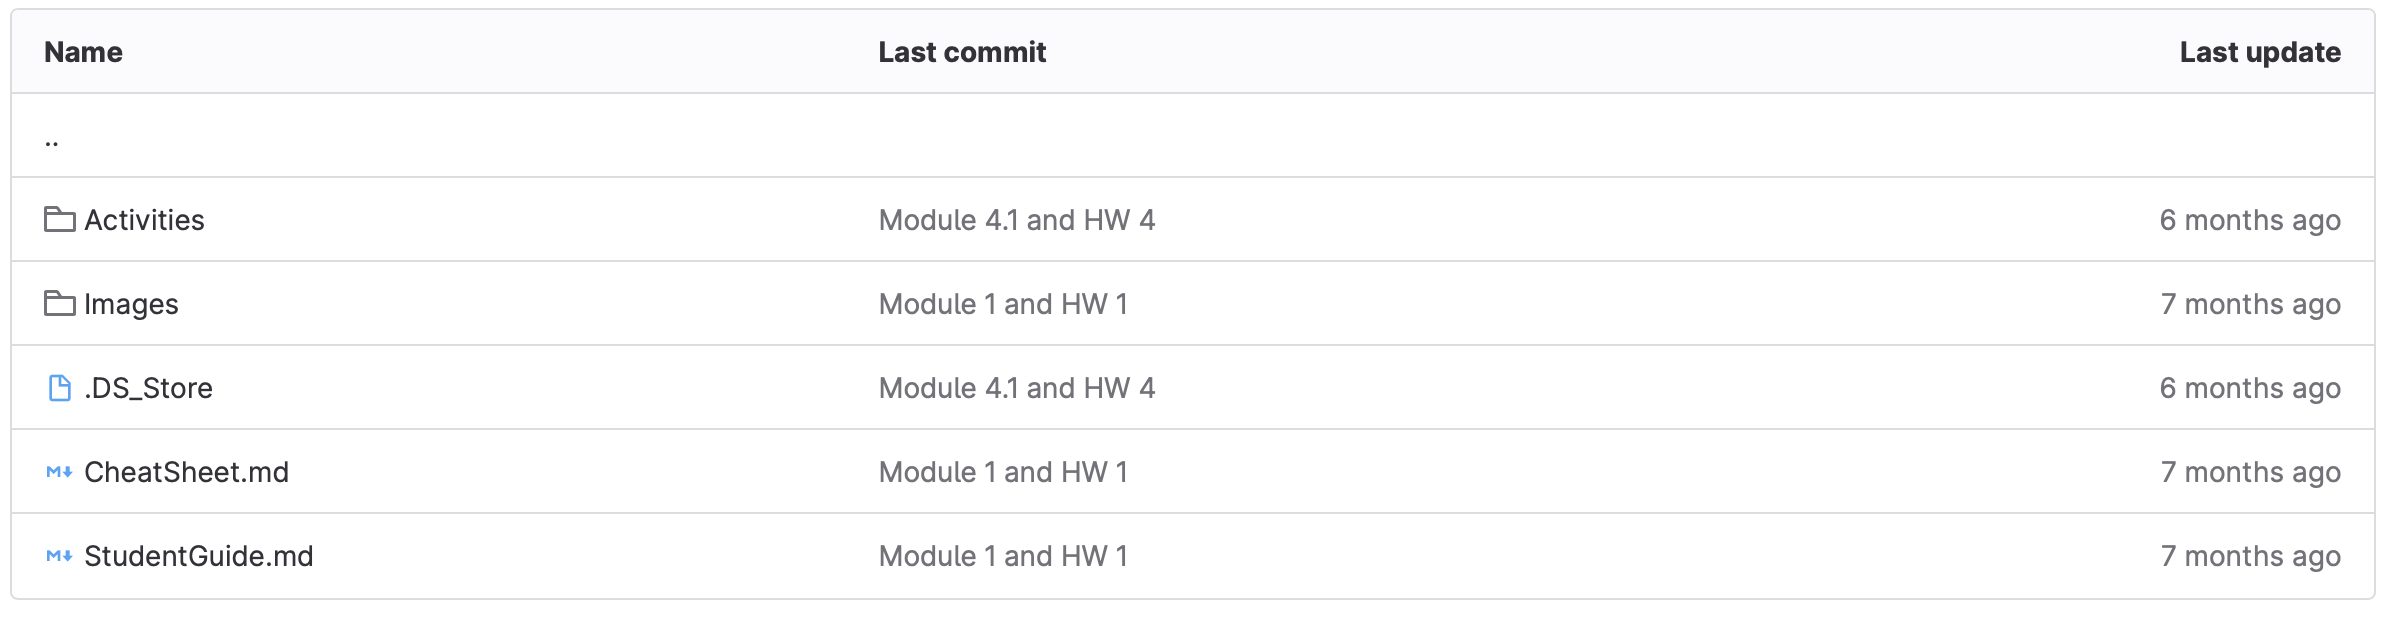 Name Last commit Last update
..
Activities Module 4.1 and HW 4 6 months ago
Images Module 1 and HW 1 7 months ago
.DS_Store Module 4.1 and HW 4 6 months ago
CheatSheet.md Module 1 and HW 1 7 months ago
StudentGuide.md Module 1 and HW 1 7 months ago